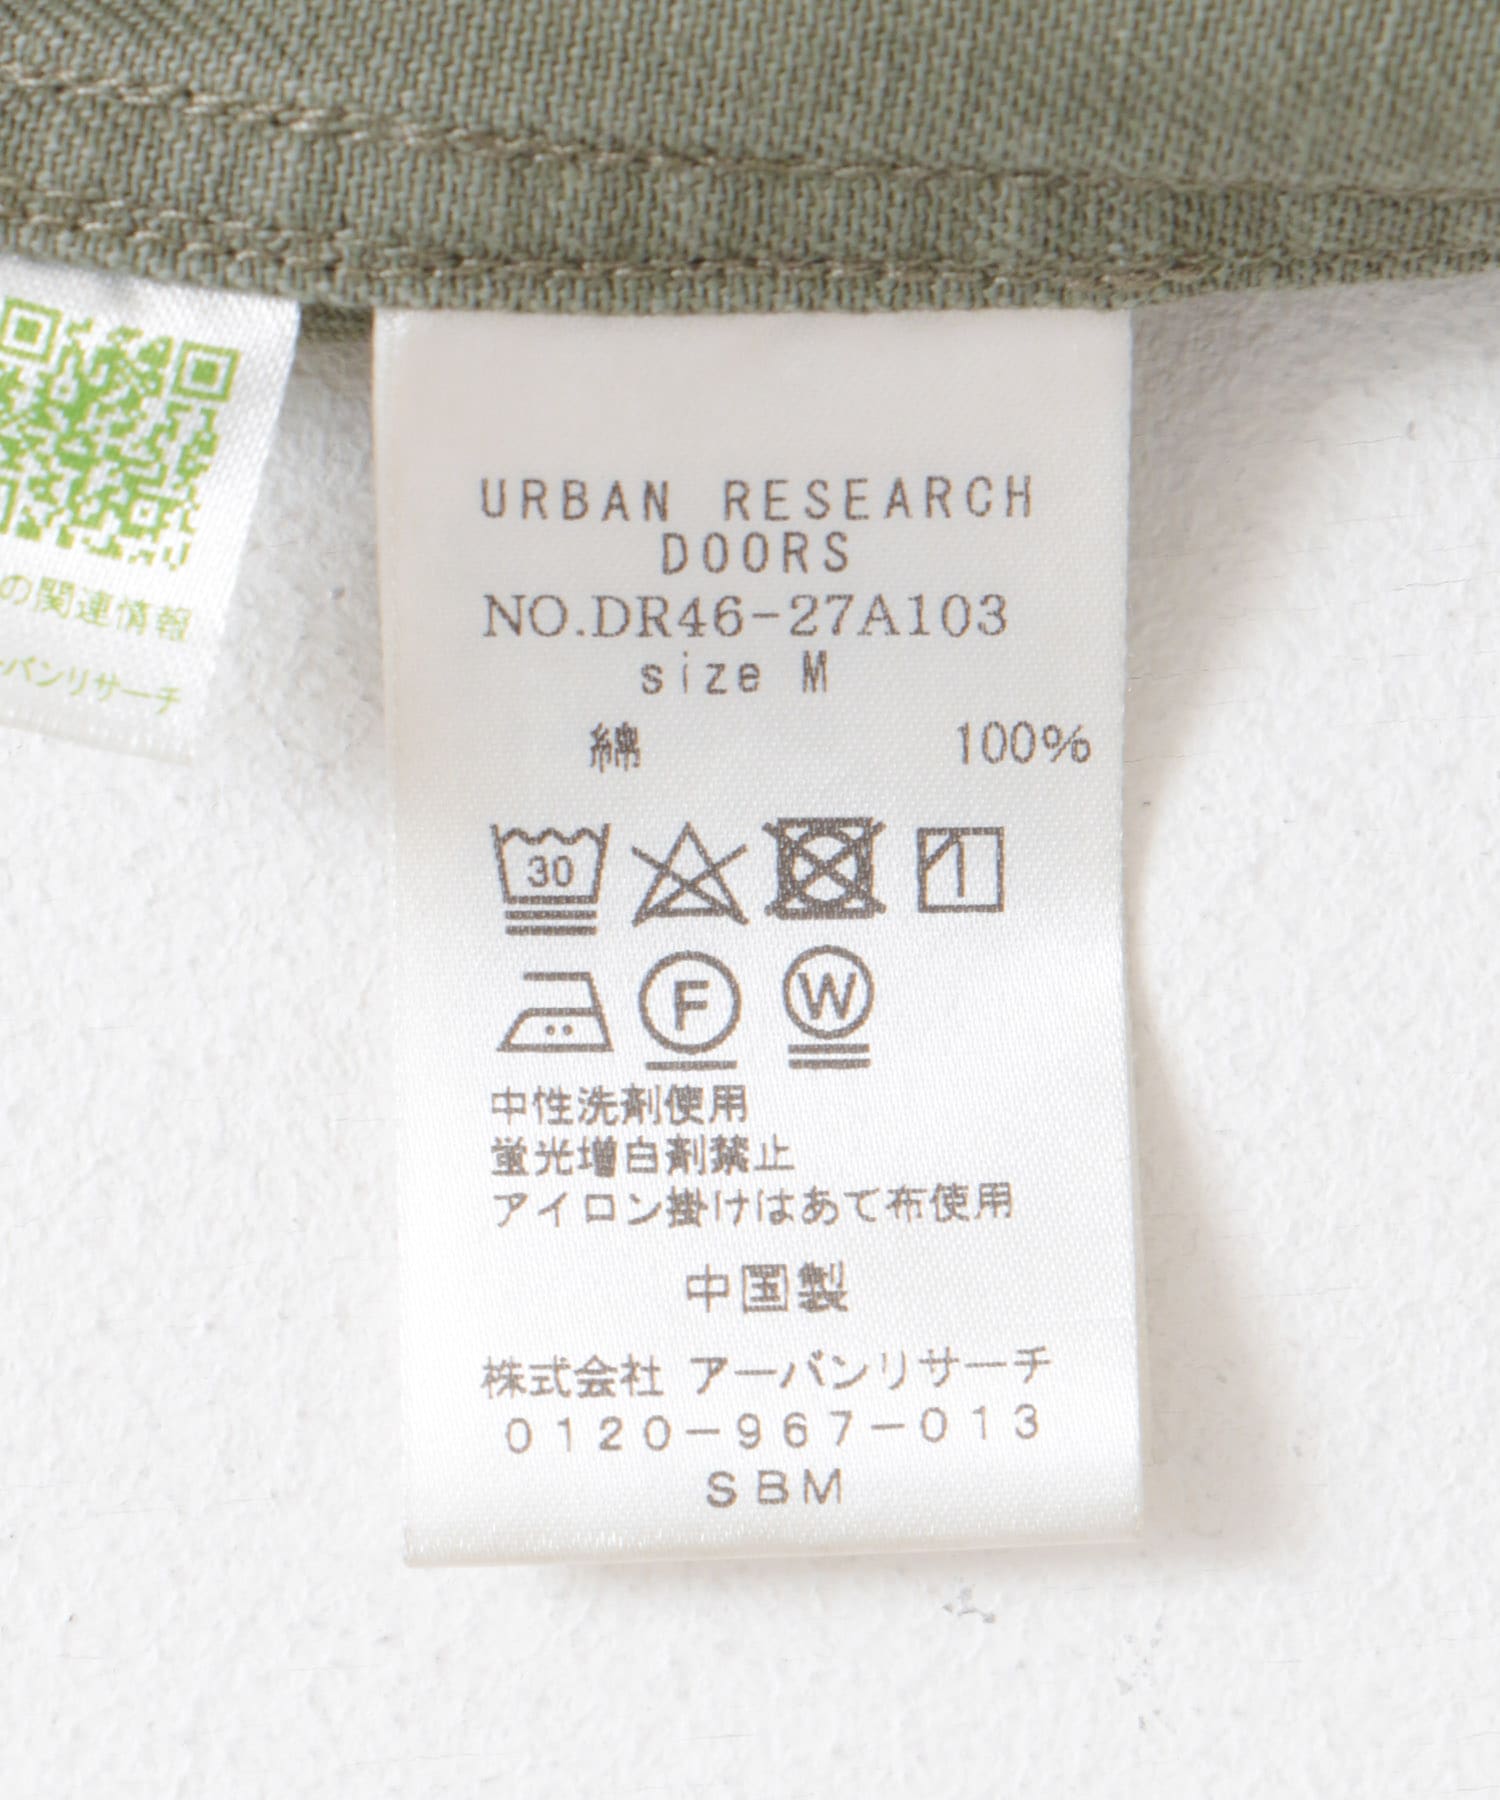 URBAN RESEARCH
DOORS
NO.DR46-27A103
size M
綿 100%
30
F
W
中性洗剤使用
蛍光増白剤禁止
アイロン掛けはあて布使用
中国製
株式会社 アーバンリサーチ
0120-967-013
SBM
の関連情報
ーバンリサーチ